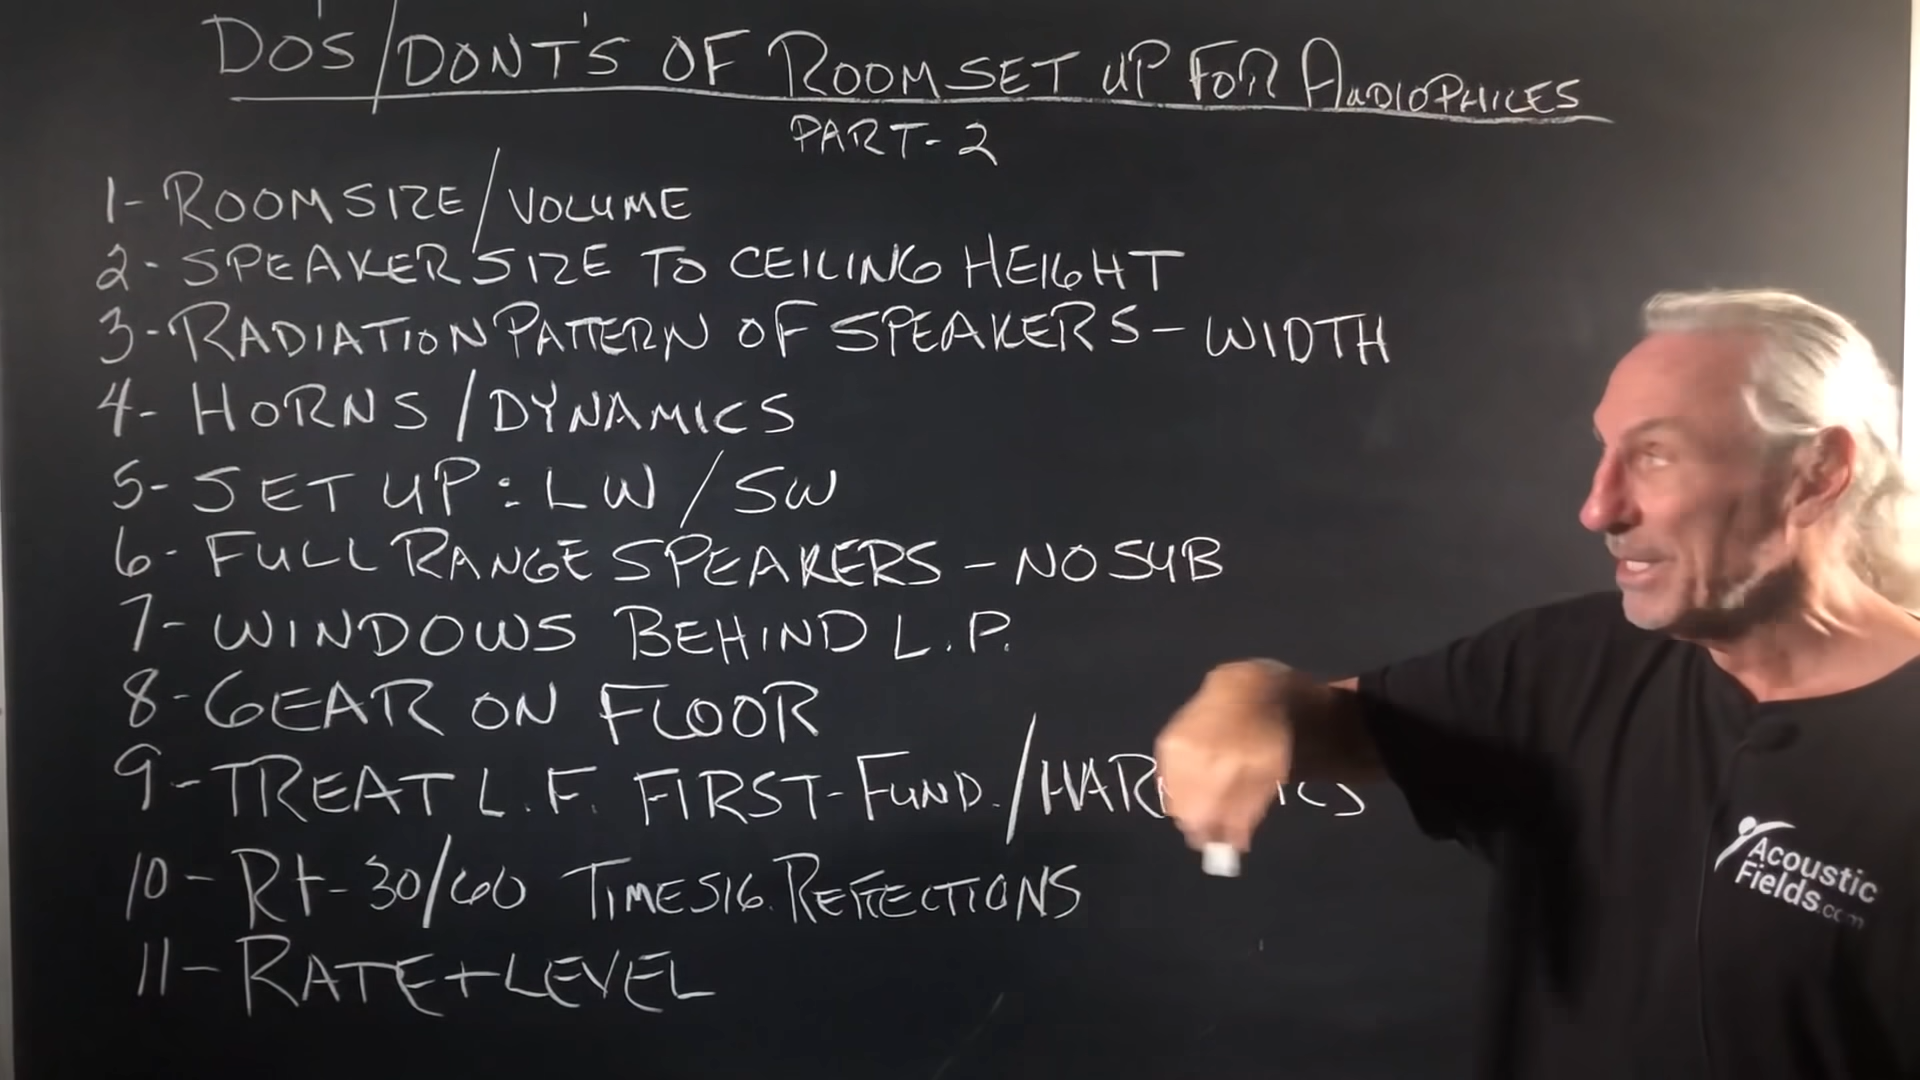 DO'S/DONT'S OF ROOM SET UP FOR AUDIOPHILES
PART-2
1- ROOM SIZE/VOLUME
2- SPEAKER SIZE TO CEILING HEIGHT
3- RADIATION PATTERN OF SPEAKERS - WIDTH
4- HORNS/DYNAMICS
5- SET UP: LW/SW
6- FULL RANGE SPEAKERS - NO SUB
7- WINDOWS BEHIND L.P.
8- GEAR ON FLOOR
9- TREAT L.F. FIRST- FUND./
10- Rt-30/60 TIME SIG. REFLECTIONS
11- RATE+LEVEL
Acoustic
Fields.com